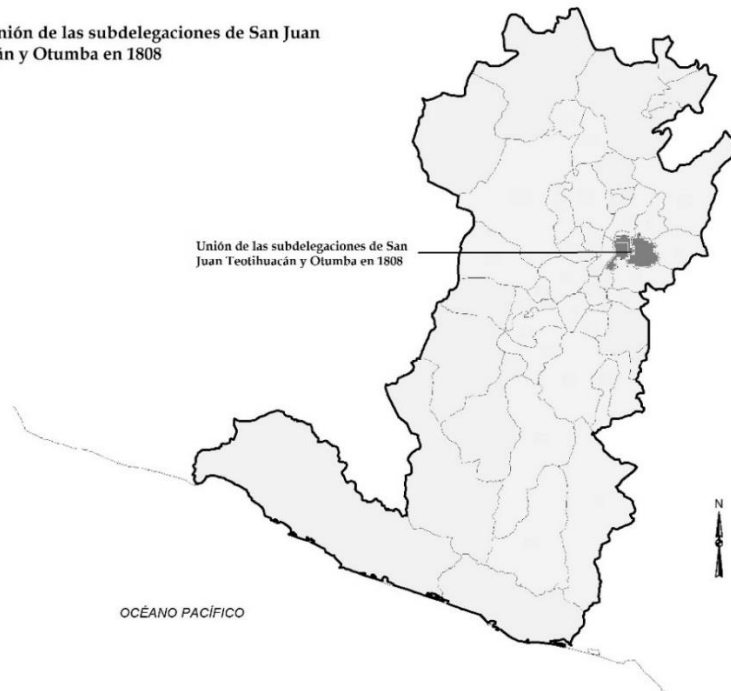 nión de las subdelegaciones de San Juan
án y Otumba en 1808
Unión de las subdelegaciones de San
Juan Teotihuacán y Otumba en 1808
N
OCÉANO PACÍFICO